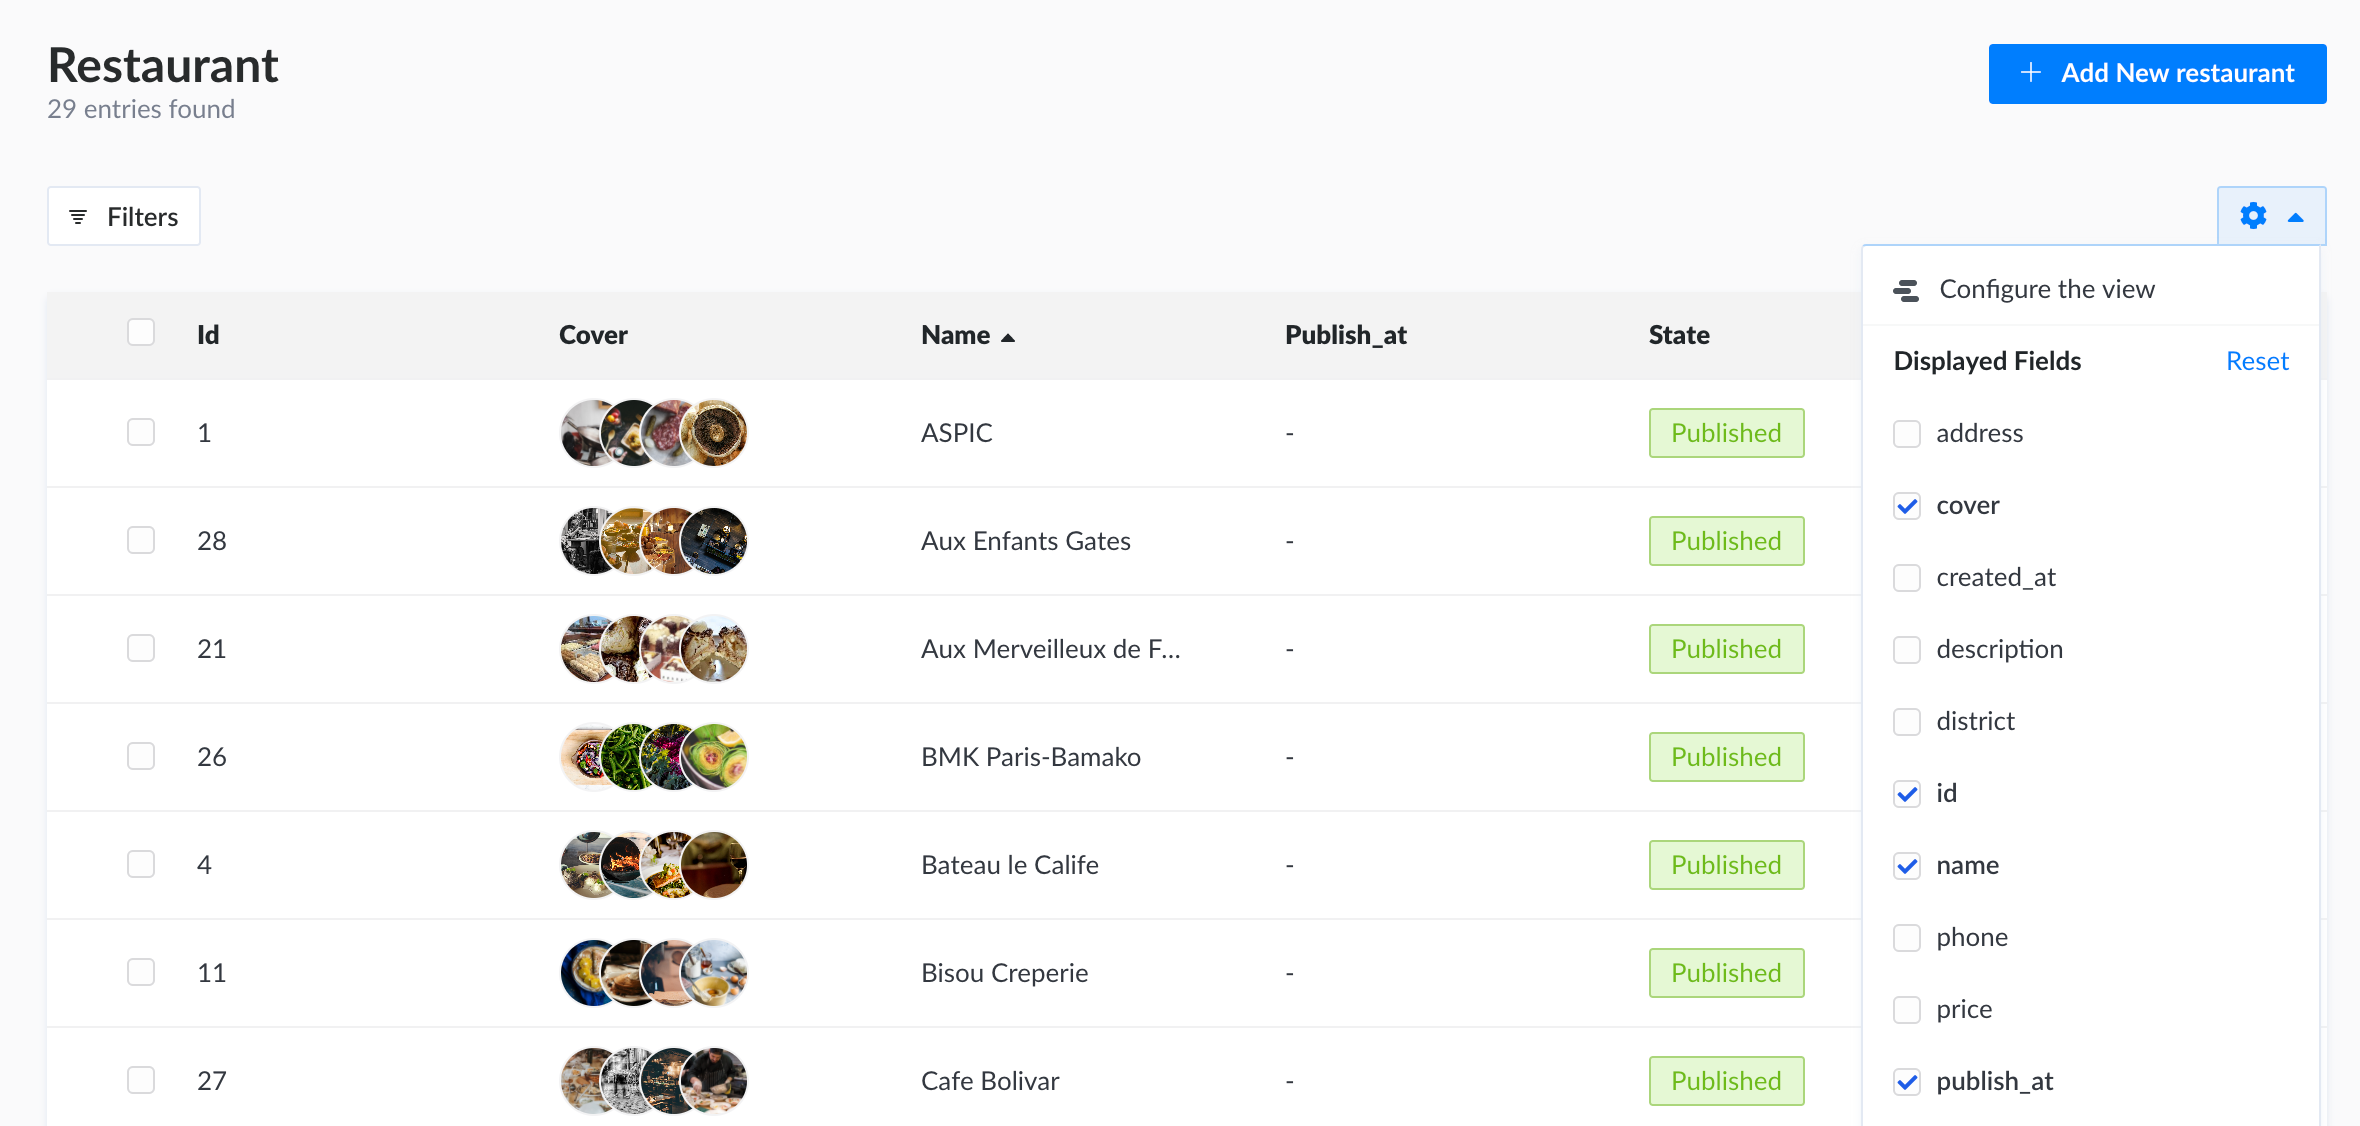 Restaurant
29 entries found
+ Add New restaurant
Filters
Configure the view
Displayed Fields Reset
address
cover
created_at
description
district
id
name
phone
price
publish_at
Id Cover Name Publish_at State
1 ASPIC - Published
28 Aux Enfants Gates - Published
21 Aux Merveilleux de F... - Published
26 BMK Paris-Bamako - Published
4 Bateau le Calife - Published
11 Bisou Creperie - Published
27 Cafe Bolivar - Published